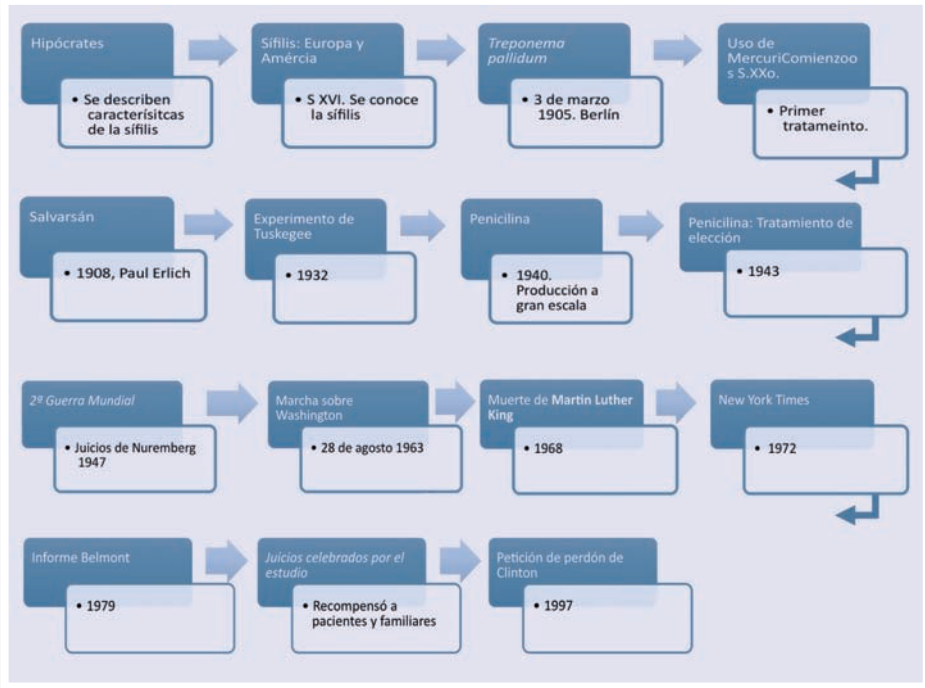 Hipócrates
• Se describen
caracterísitcas
de la sífilis
Sífilis: Europa y
Amércia
• S XVI. Se conoce
la sífilis
Treponema
pallidum
• 3 de marzo
1905. Berlín
Uso de
MercuriComienzoo
s S.XXo.
• Primer
tratameinto.
Salvarsán
• 1908, Paul Erlich
Experimento de
Tuskegee
• 1932
Penicilina
• 1940.
Producción a
gran escala
Penicilina: Tratamiento de
elección
• 1943
2ª Guerra Mundial
• Juicios de Nuremberg
1947
Marcha sobre
Washington
• 28 de agosto 1963
Muerte de Martin Luther
King
• 1968
New York Times
• 1972
Informe Belmont
• 1979
Juicios celebrados por el
estudio
• Recompensó a
pacientes y familiares
Petición de perdón de
Clinton
• 1997